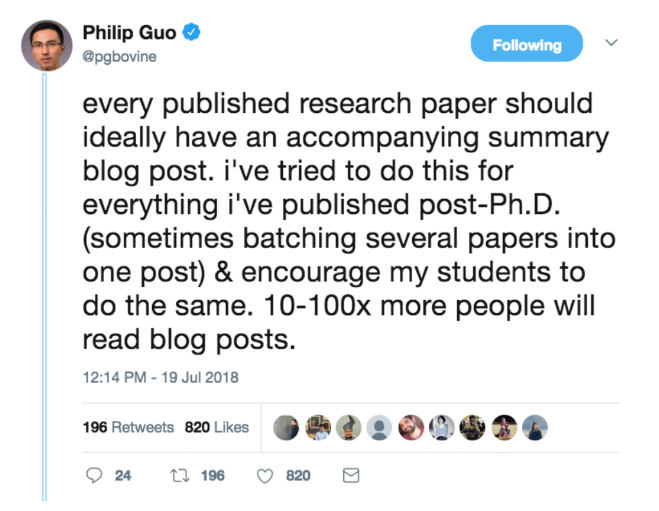 Philip Guo
Following
@pgbovine
every published research paper should
ideally have an accompanying summary
blog post. i've tried to do this for
everything i've published post-Ph.D.
(sometimes batching several papers into
one post) & encourage my students to
do the same. 10-100x more people will
read blog posts.
12:14 PM - 19 Jul 2018
196 Retweets 820 Likes
24 196 820